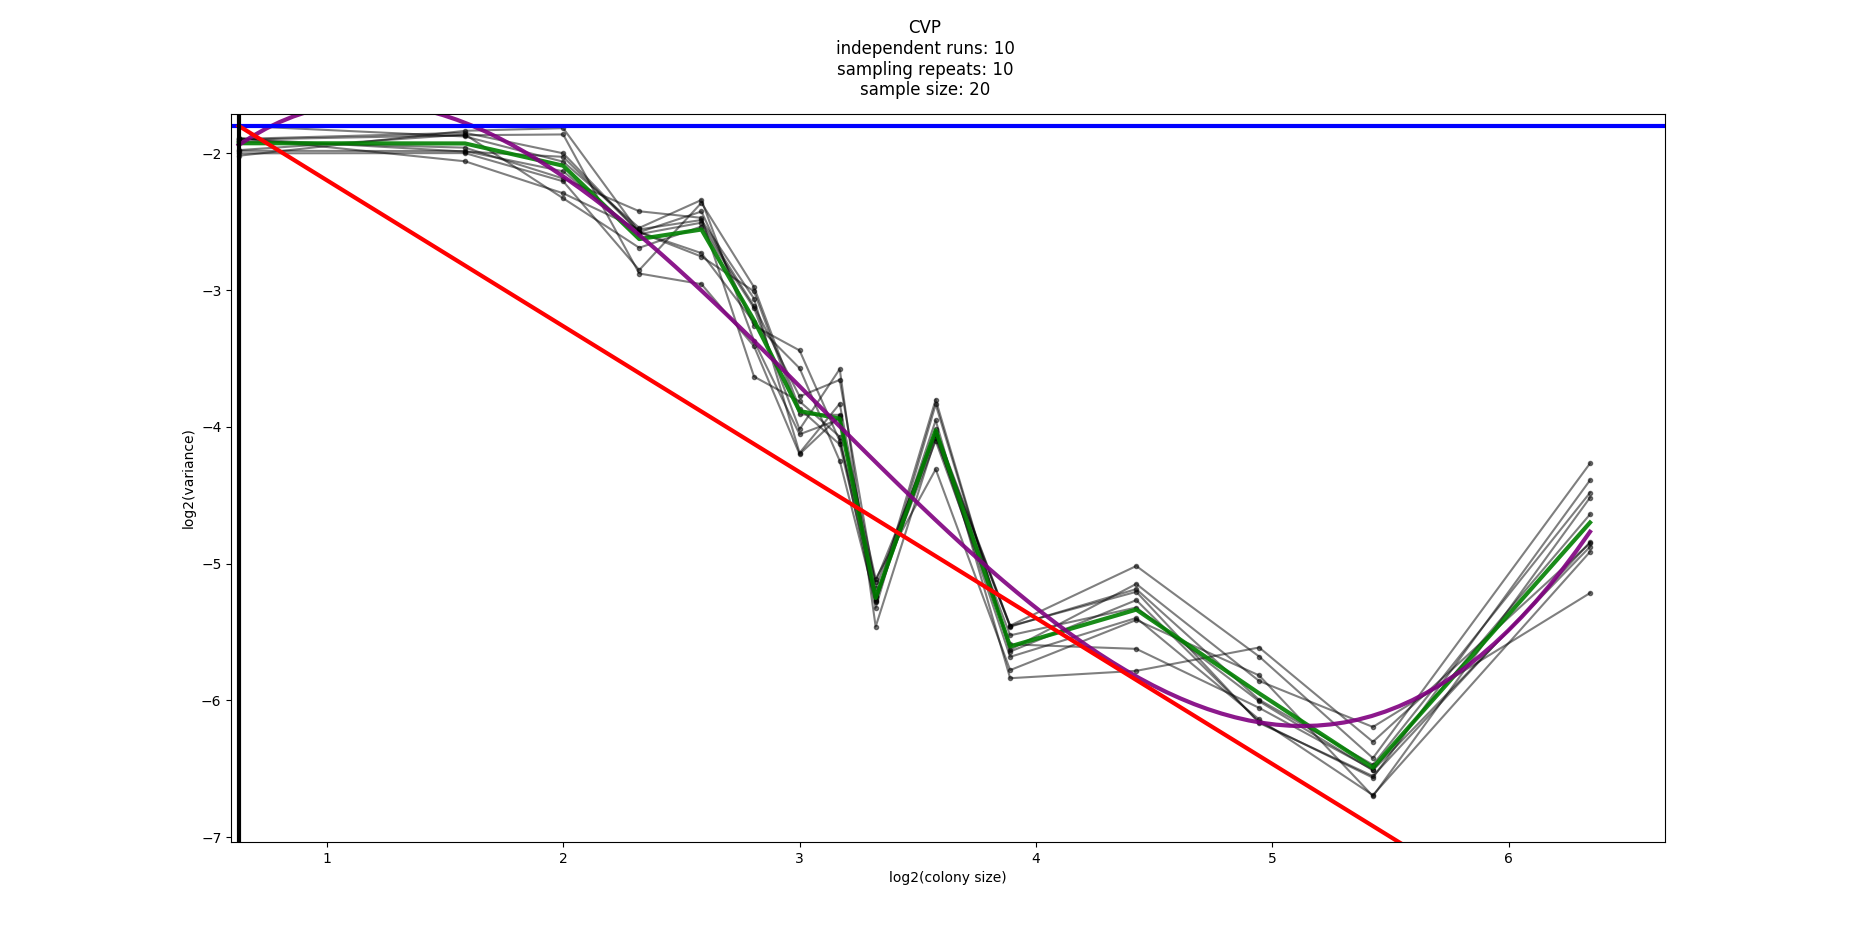 CVP
independent runs: 10
sampling repeats: 10
sample size: 20
log2(variance)
−2
−3
−4
−5
−6
−7
1 2 3 4 5 6
log2(colony size)